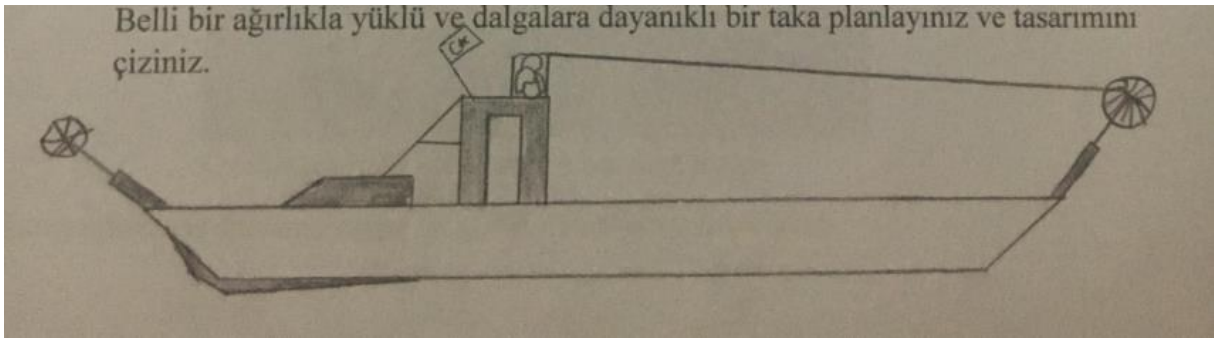 Belli bir ağırlıkla yüklü ve dalgalara dayanıklı bir taka planlayınız ve tasarımını
çiziniz.